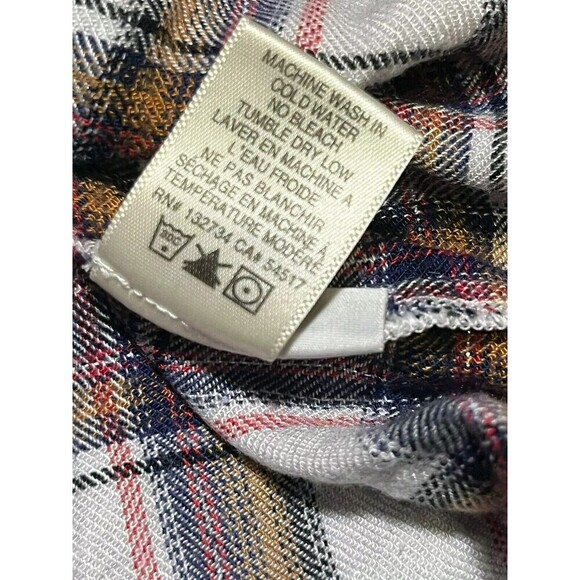 MACHINE WASH IN
COLD WATER
NO BLEACH
TUMBLE DRY LOW
LAVER EN MACHINE A
L'EAU FROIDE
NE PAS BLANCHIR
SÉCHAGE EN MACHINE À
TEMPERATURE MODÉRÉ
RN# 132734 CA# 54517